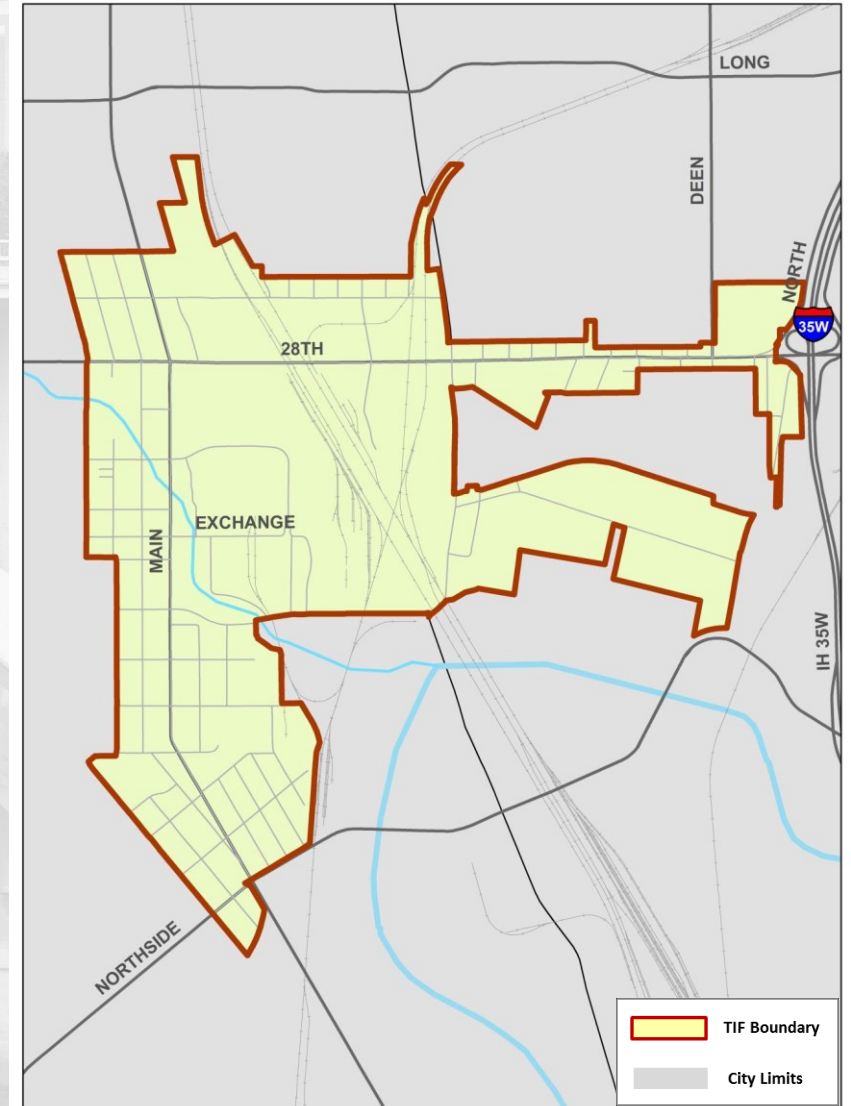 LONG
DEEN
NORTH
35W
28TH
EXCHANGE
MAIN
IH 35W
NORTHSIDE
TIF Boundary
City Limits